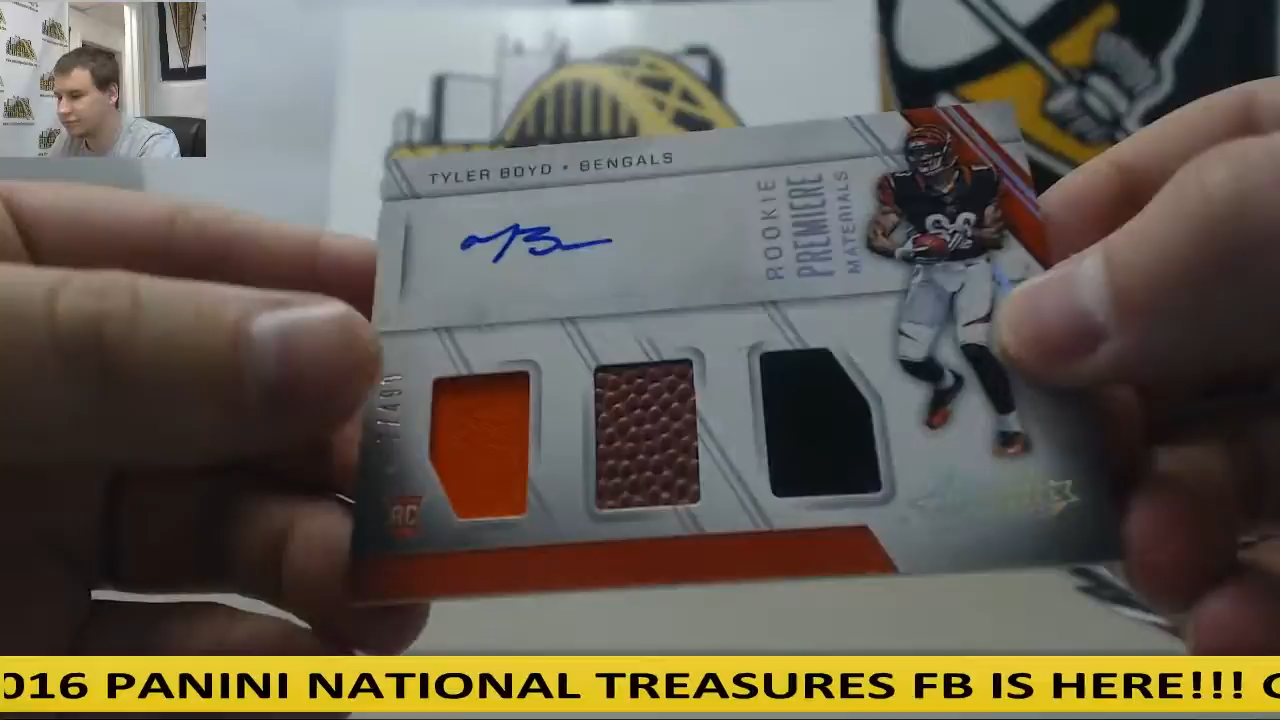 TYLER BOYD • BENGALS
ROOKIE
PREMIERE
MATERIALS
RC
016 PANINI NATIONAL TREASURES FB IS HERE!!!